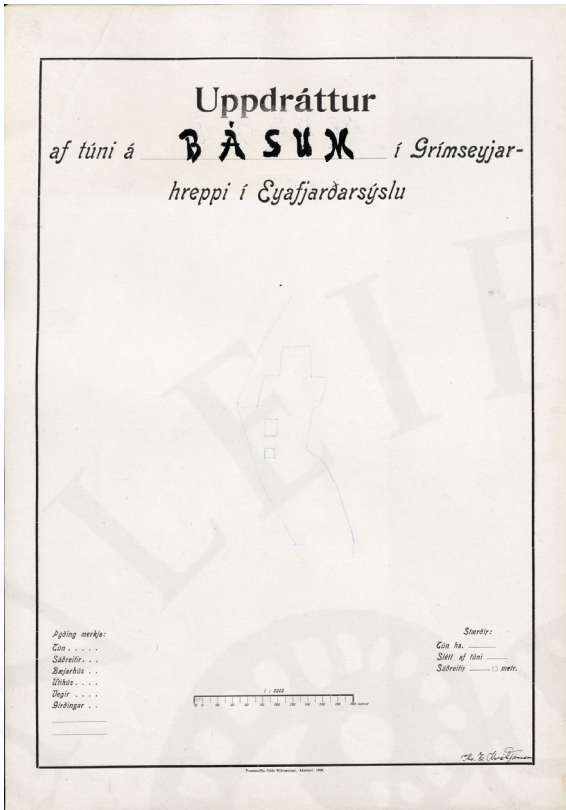 Uppdráttur
af túni á BÁSUM í Grímseyjar-
hreppi í Eyafjarðarsýslu
Þyðing merkja:
Tún . . . . .
Sáðreitir. . .
Bæjarhús . .
Útihús . . . .
Vegir . . . .
Girðingar . .
Stærðir:
Tún ha.
Slétt af túni
Sáðreitir □ metr.
1 : 2000